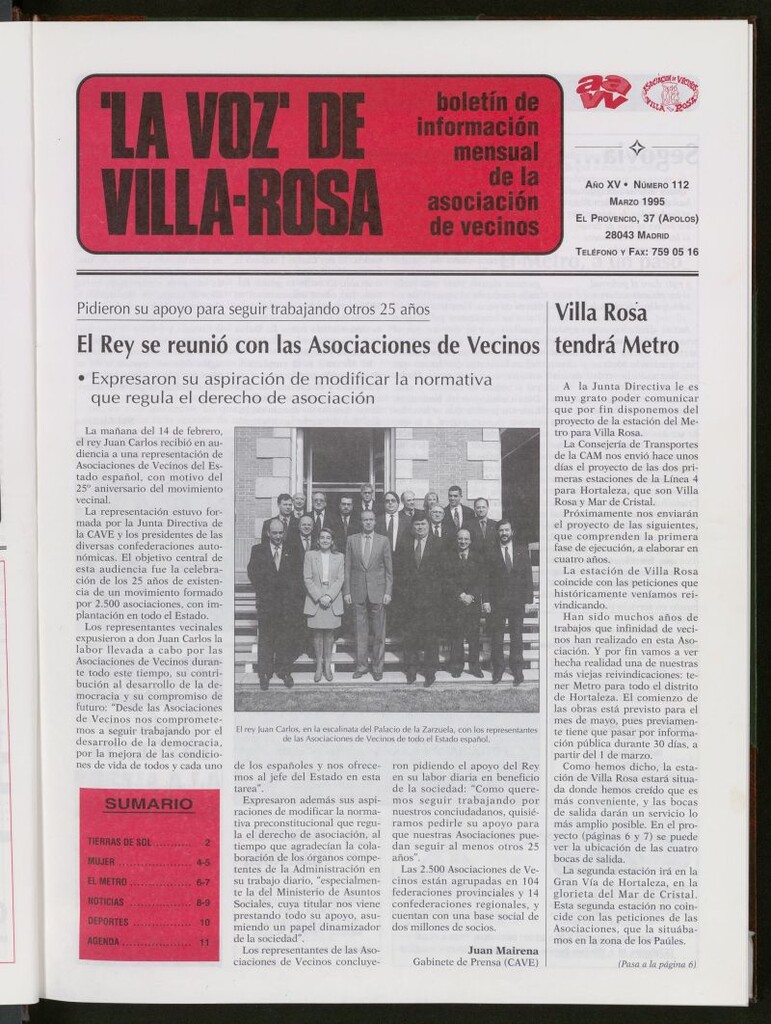 'LA VOZ' DE
VILLA-ROSA
boletín de
información
mensual
de la
asociación
de vecinos
aavv
ASOCIACIÓN DE VECINOS
VILLA ROSA
AÑO XV • NÚMERO 112
MARZO 1995
EL PROVENCIO, 37 (APOLOS)
28043 MADRID
TELÉFONO Y FAX: 759 05 16
Pidieron su apoyo para seguir trabajando otros 25 años
El Rey se reunió con las Asociaciones de Vecinos
• Expresaron su aspiración de modificar la normativa
que regula el derecho de asociación
La mañana del 14 de febrero,
el rey Juan Carlos recibió en au-
diencia a una representación de
Asociaciones de Vecinos del Es-
tado español, con motivo del
25º aniversario del movimiento
vecinal.
La representación estuvo for-
mada por la Junta Directiva de
la CAVE y los presidentes de las
diversas confederaciones auto-
nómicas. El objetivo central de
esta audiencia fue la celebra-
ción de los 25 años de existen-
cia de un movimiento formado
por 2.500 asociaciones, con im-
plantación en todo el Estado.
Los representantes vecinales
expusieron a don Juan Carlos la
labor llevada a cabo por las
Asociaciones de Vecinos duran-
te todo este tiempo, su contri-
bución al desarrollo de la de-
mocracia y su compromiso de
futuro: "Desde las Asociaciones
de Vecinos nos compromete-
mos a seguir trabajando por el
desarrollo de la democracia,
por la mejora de las condicio-
nes de vida de todos y cada uno
El rey Juan Carlos, en la escalinata del Palacio de la Zarzuela, con los representantes
de las Asociaciones de Vecinos de todo el Estado español.
de los españoles y nos ofrece-
mos al jefe del Estado en esta
tarea".
Expresaron además sus aspi-
raciones de modificar la norma-
tiva preconstitucional que regu-
la el derecho de asociación, al
tiempo que agradecían la cola-
boración de los órganos compe-
tentes de la Administración en
su trabajo diario, "especialmen-
te la del Ministerio de Asuntos
Sociales, cuya titular nos viene
prestando todo su apoyo, asu-
miendo un papel dinamizador
de la sociedad".
Los representantes de las Aso-
ciaciones de Vecinos concluye-
ron pidiendo el apoyo del Rey
en su labor diaria en beneficio
de la sociedad: "Como quere-
mos seguir trabajando por
nuestros conciudadanos, quisié-
ramos pedirle su apoyo para
que nuestras Asociaciones pue-
dan seguir al menos otros 25
años".
Las 2.500 Asociaciones de Ve-
cinos están agrupadas en 104
federaciones provinciales y 14
confederaciones regionales, y
cuentan con una base social de
dos millones de socios.
Juan Mairena
Gabinete de Prensa (CAVE)
SUMARIO
TIERRAS DE SOL .......... 2
MUJER .......... 4-5
EL METRO .......... 6-7
NOTICIAS .......... 8-9
DEPORTES .......... 10
AGENDA .......... 11
Villa Rosa
tendrá Metro
A la Junta Directiva le es
muy grato poder comunicar
que por fin disponemos del
proyecto de la estación del Me-
tro para Villa Rosa.
La Consejería de Transportes
de la CAM nos envió hace unos
días el proyecto de las dos pri-
meras estaciones de la Línea 4
para Hortaleza, que son Villa
Rosa y Mar de Cristal.
Próximamente nos enviarán
el proyecto de las siguientes,
que comprenden la primera
fase de ejecución, a elaborar en
cuatro años.
La estación de Villa Rosa
coincide con las peticiones que
históricamente veníamos rei-
vindicando.
Han sido muchos años de
trabajos que infinidad de veci-
nos han realizado en esta Aso-
ciación. Y por fin vamos a ver
hecha realidad una de nuestras
más viejas reivindicaciones: te-
ner Metro para todo el distrito
de Hortaleza. El comienzo de
las obras está previsto para el
mes de mayo, pues previamen-
te tiene que pasar por informa-
ción pública durante 30 días, a
partir del 1 de marzo.
Como hemos dicho, la esta-
ción de Villa Rosa estará situa-
da donde hemos creído que es
más conveniente, y las bocas
de salida darán un servicio lo
más amplio posible. En el pro-
yecto (páginas 6 y 7) se puede
ver la ubicación de las cuatro
bocas de salida.
La segunda estación irá en la
Gran Vía de Hortaleza, en la
glorieta del Mar de Cristal.
Esta segunda estación no coin-
cide con las peticiones de las
Asociaciones, que la situába-
mos en la zona de los Paúles.
(Pasa a la página 6)